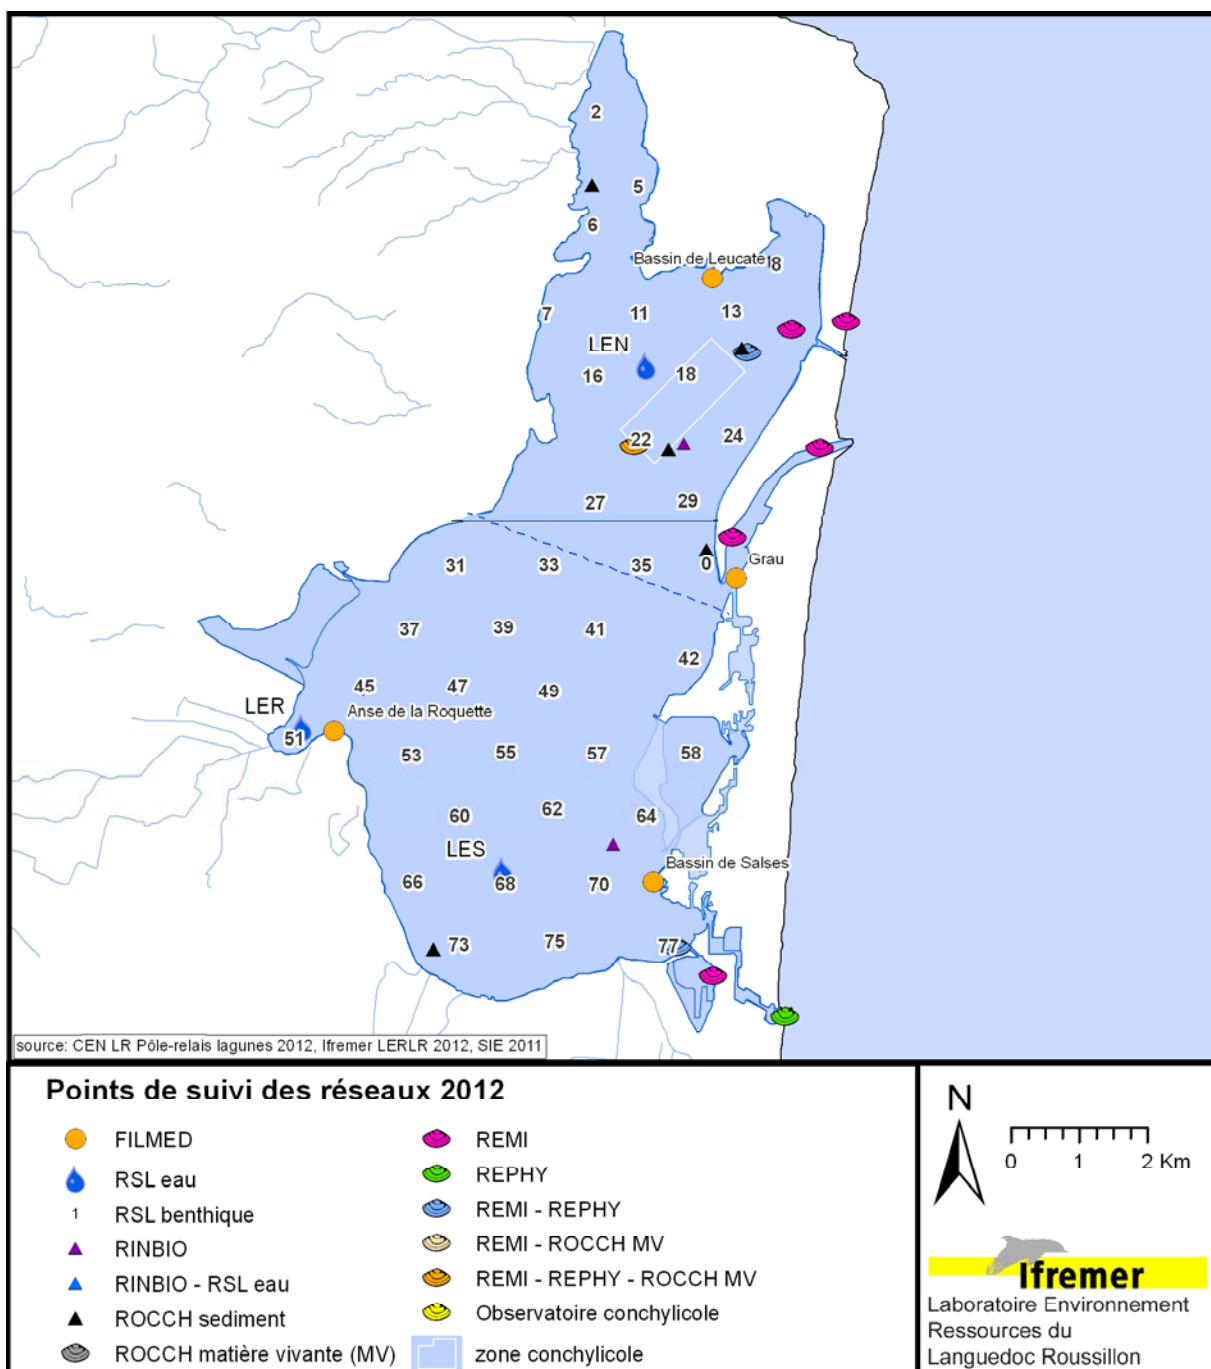 2
5
6
Bassin de Leucate
8
7
11
13
LEN
16
18
22
24
27
29
31
33
35
0
Grau
37
39
41
42
45
47
49
LER
Anse de la Roquette
51
53
55
57
58
60
62
64
LES
Bassin de Salses
66
68
70
73
75
77
source: CEN LR Pôle-relais lagunes 2012, Ifremer LERLR 2012, SIE 2011
Points de suivi des réseaux 2012
FILMED
RSL eau
1 RSL benthique
RINBIO
RINBIO - RSL eau
ROCCH sediment
ROCCH matière vivante (MV)
REMI
REPHY
REMI - REPHY
REMI - ROCCH MV
REMI - REPHY - ROCCH MV
Observatoire conchylicole
zone conchylicole
N
0 1 2 Km
Ifremer
Laboratoire Environnement
Ressources du
Languedoc Roussillon